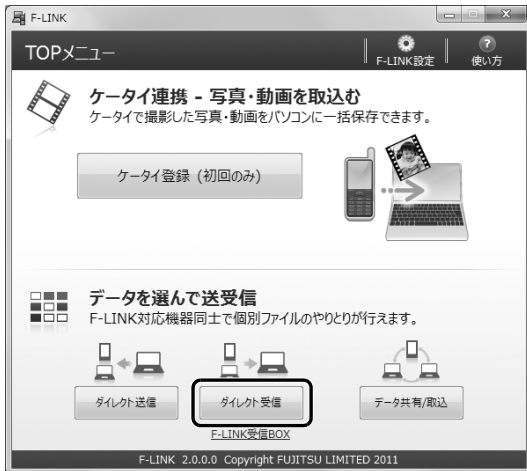 F-LINK
TOPメニュー
F-LINK設定
使い方
ケータイ連携 - 写真・動画を取込む
ケータイで撮影した写真・動画をパソコンに一括保存できます。
ケータイ登録 (初回のみ)
データを選んで送受信
F-LINK対応機器同士で個別ファイルのやりとりが行えます。
ダイレクト送信
ダイレクト受信
データ共有/取込
F-LINK受信BOX
F-LINK 2.0.0.0 Copyright FUJITSU LIMITED 2011